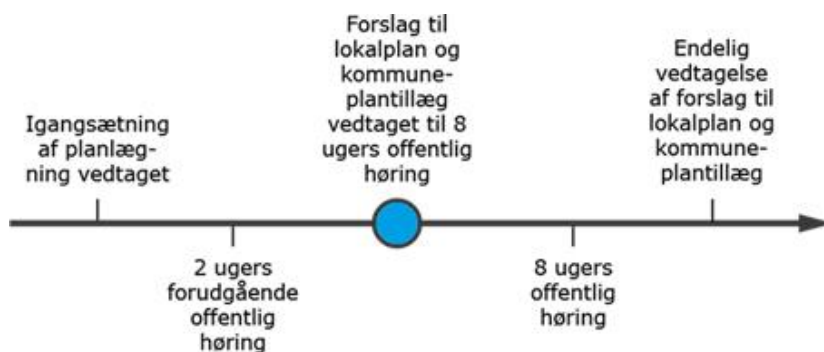 Igangsætning
af planlæg-
ning vedtaget
2 ugers
forudgående
offentlig
høring
Forslag til
lokalplan og
kommune-
plantillæg
vedtaget til 8
ugers offentlig
høring
8 ugers
offentlig
høring
Endelig
vedtagelse
af forslag til
lokalplan og
kommune-
plantillæg